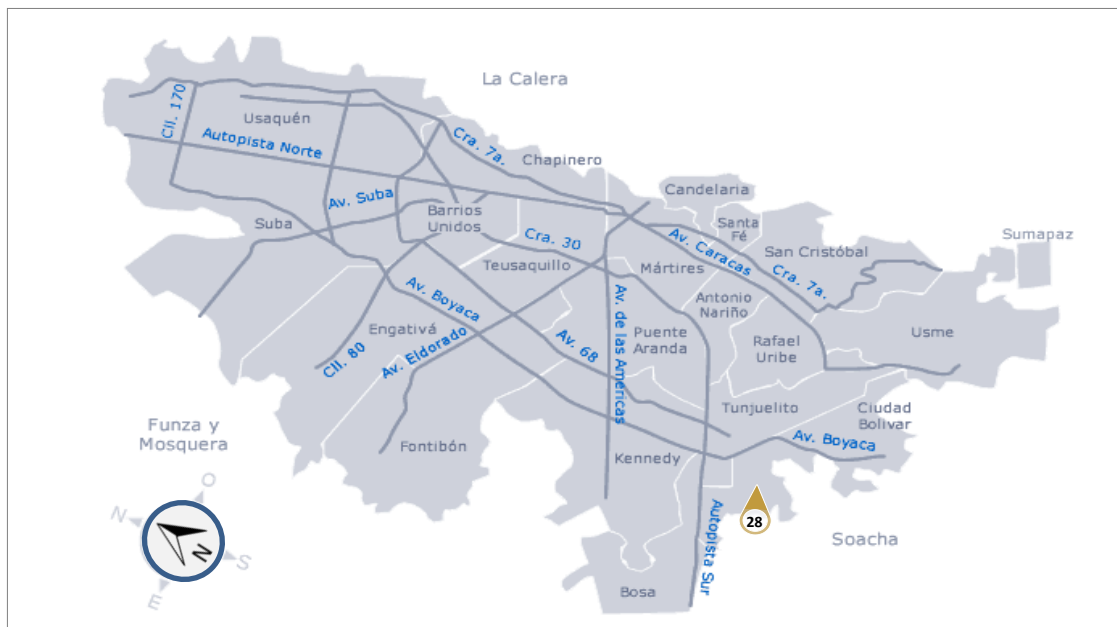 La Calera
Cll. 170
Usaquén
Autopista Norte
Cra. 7a.
Chapinero
Candelaria
Av. Suba
Suba
Barrios
Unidos
Santa
Fé
Sumapaz
Cra. 30
Av. Caracas
San Cristóbal
Cra. 7a.
Teusaquillo
Mártires
Av. Boyaca
Antonio
Nariño
Engativá
Cll. 80
Av. Eldorado
Av. 68
Av. de las Américas
Puente
Aranda
Rafael
Uribe
Usme
Tunjuelito
Ciudad
Bolivar
Funza y
Mosquera
Fontibón
Kennedy
Av. Boyaca
O
N
S
E
N
28
Autopista Sur
Soacha
Bosa